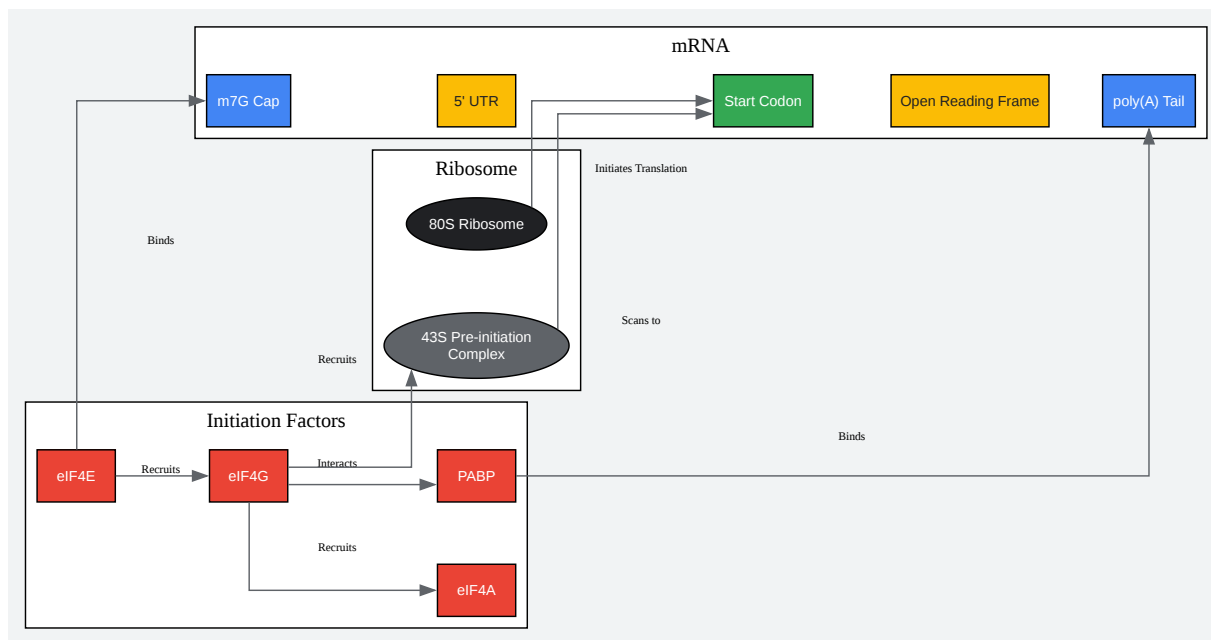 mRNA
m7G Cap
5' UTR
Start Codon
Open Reading Frame
poly(A) Tail
Ribosome
Initiates Translation
80S Ribosome
Binds
Scans to
43S Pre-initiation
Complex
Recruits
Initiation Factors
Binds
eIF4E
Recruits
eIF4G
Interacts
PABP
Recruits
eIF4A